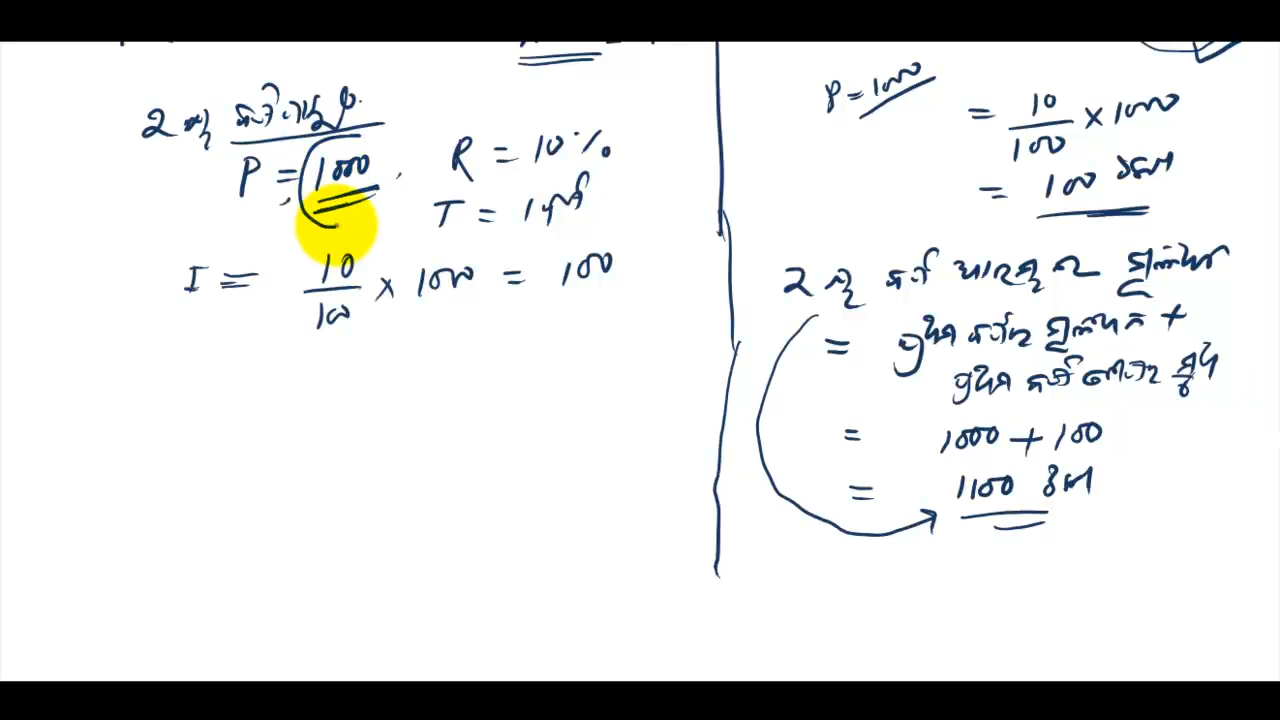 2 ୟ ବର୍ଷ
P = 1000, R = 10%
T = 1 ବର୍ଷ
I = 10/100 × 1000 = 100
P = 1000
= 10/100 × 1000
= 100 ଟଙ୍କା
2 ୟ ବର୍ଷ ଆରମ୍ଭର ମୂଳଧନ
= ପ୍ରଥମ ବର୍ଷର ମୂଳଧନ +
ପ୍ରଥମ ବର୍ଷ ଶେଷର ସୁଧ
= 1000 + 100
= 1100 ଟଙ୍କା